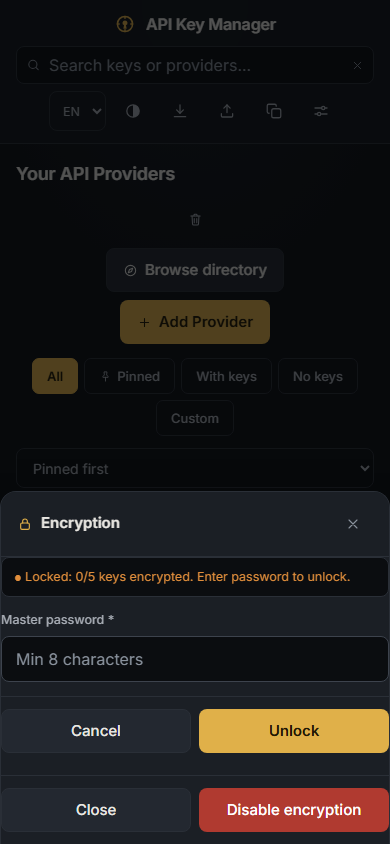 API Key Manager
Search keys or providers...
EN
Your API Providers
Browse directory
Add Provider
All
Pinned
With keys
No keys
Custom
Pinned first
Encryption
Locked: 0/5 keys encrypted. Enter password to unlock.
Master password *
Min 8 characters
Cancel
Unlock
Close
Disable encryption